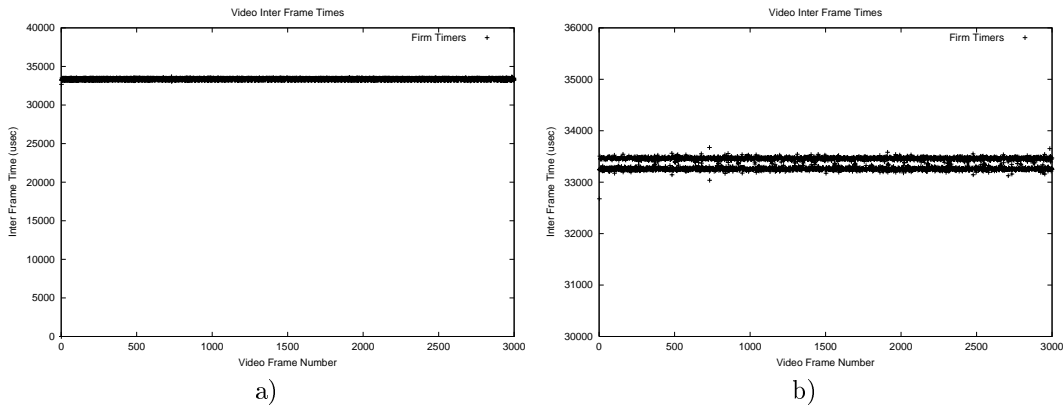 Video Inter Frame Times
Firm Timers
40000
35000
30000
25000
20000
15000
10000
5000
0
Inter Frame Time (usec)
0 500 1000 1500 2000 2500 3000
Video Frame Number
a)
Video Inter Frame Times
Firm Timers
36000
35000
34000
33000
32000
31000
30000
Inter Frame Time (usec)
0 500 1000 1500 2000 2500 3000
Video Frame Number
b)